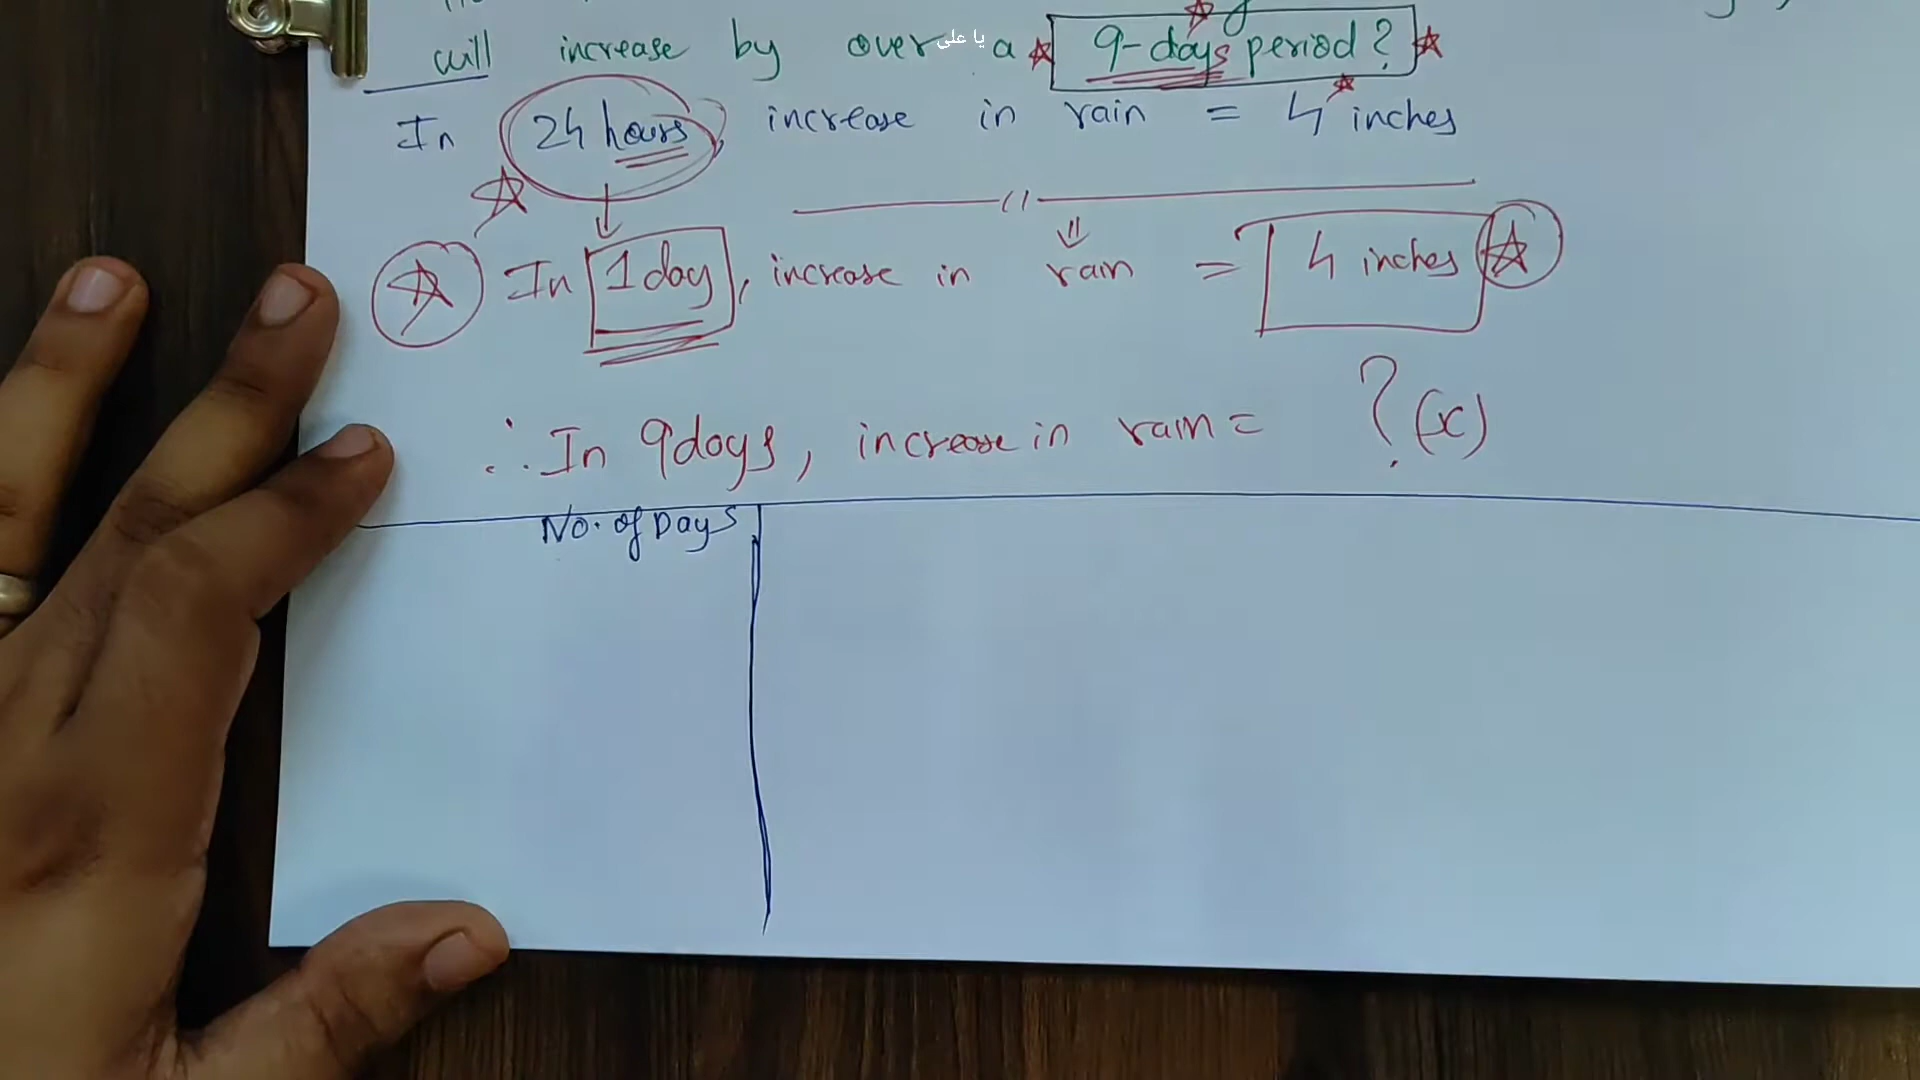 will increase by over a 9-days period?
يا على
In 24 hours, increase in rain = 4 inches
In 1 day, increase in rain = 4 inches
∴ In 9 days, increase in rain = ? (x)
No. of Days